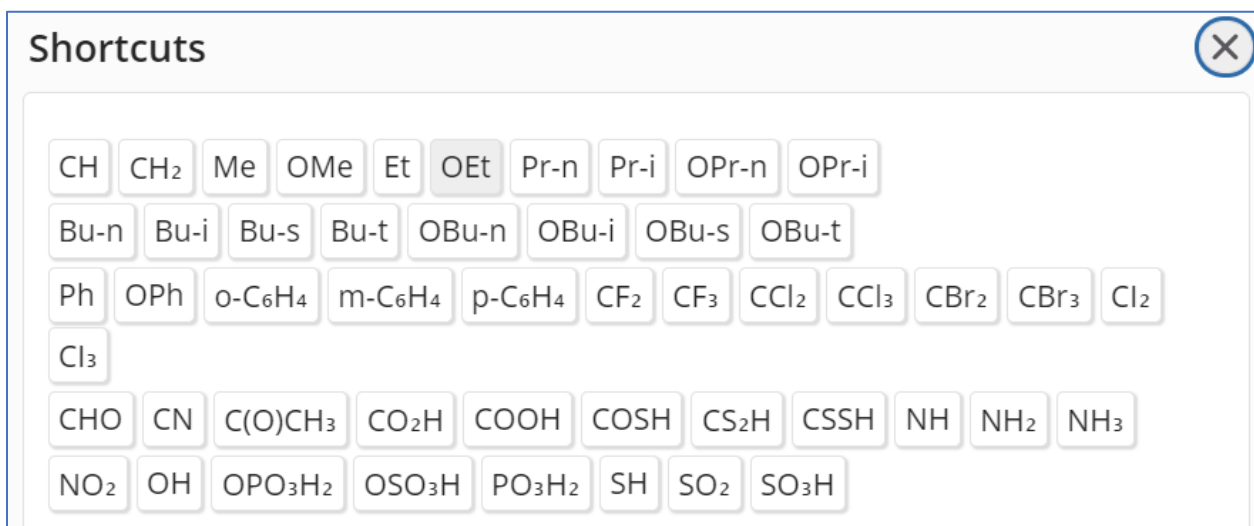 Shortcuts
CH CH₂ Me OMe Et OEt Pr-n Pr-i OPr-n OPr-i
Bu-n Bu-i Bu-s Bu-t OBu-n OBu-i OBu-s OBu-t
Ph OPh o-C₆H₄ m-C₆H₄ p-C₆H₄ CF₂ CF₃ CCl₂ CCl₃ CBr₂ CBr₃ CI₂
CI₃
CHO CN C(O)CH₃ CO₂H COOH COSH CS₂H CSSH NH NH₂ NH₃
NO₂ OH OPO₃H₂ OSO₃H PO₃H₂ SH SO₂ SO₃H